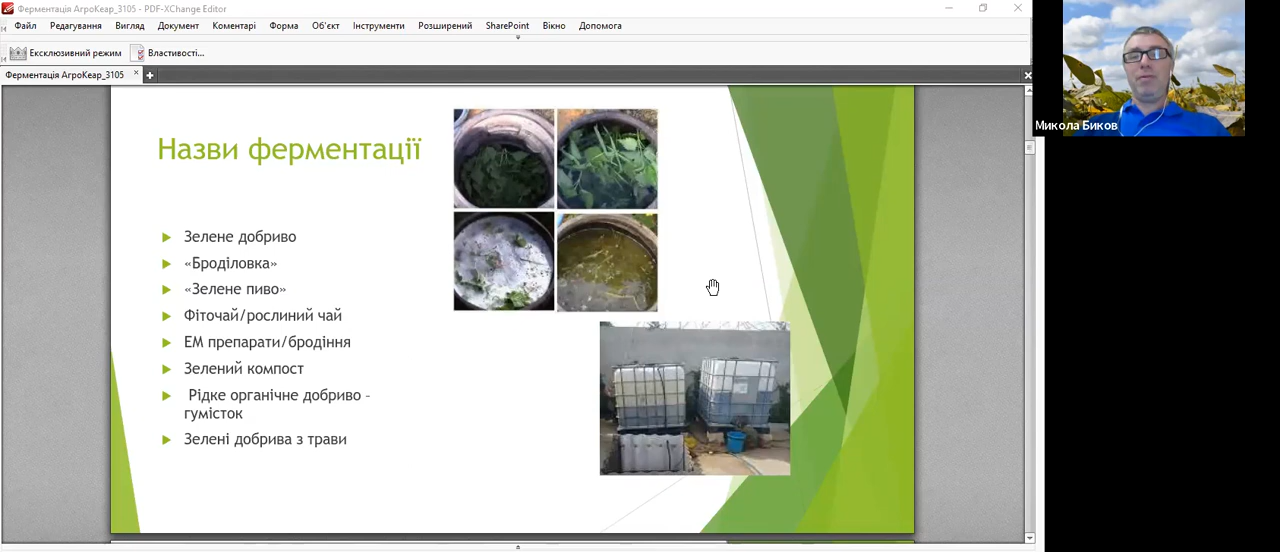 Ферментація АгроКеар_3105 - PDF-XChange Editor
Файл Редагування Вигляд Документ Коментарі Форма Об'єкт Інструменти Розширений SharePoint Вікно Допомога
Ексклюзивний режим Властивості...
Ферментація АгроКеар_3105
Микола Биков
Назви ферментації
Зелене добриво
«Броділовка»
«Зелене пиво»
Фіточай/рослиний чай
ЕМ препарати/бродіння
Зелений компост
Рідке органічне добриво -
гумісток
Зелені добрива з трави